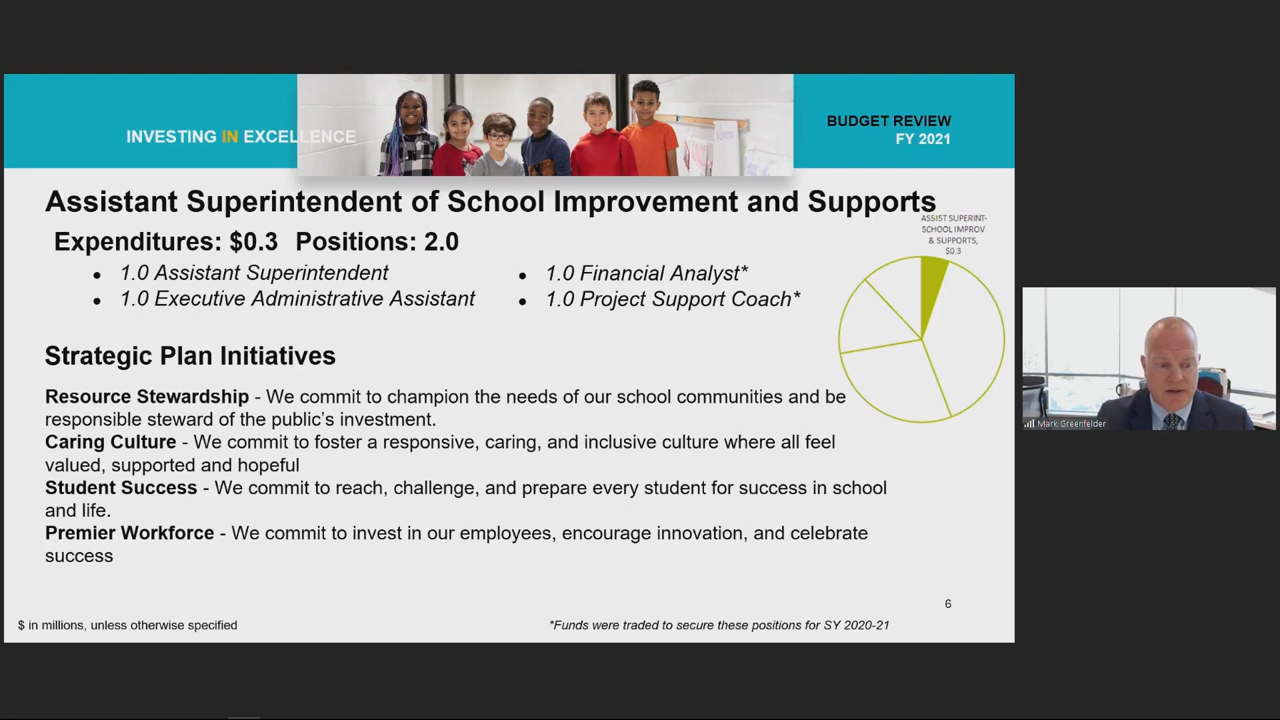 INVESTING IN EXCELLENCE
BUDGET REVIEW
FY 2021
Assistant Superintendent of School Improvement and Supports
Expenditures: $0.3 Positions: 2.0
• 1.0 Assistant Superintendent
• 1.0 Executive Administrative Assistant
• 1.0 Financial Analyst*
• 1.0 Project Support Coach*
ASSIST SUPERINT-
SCHOOL IMPROV
& SUPPORTS,
$0.3
Strategic Plan Initiatives
Resource Stewardship - We commit to champion the needs of our school communities and be
responsible steward of the public's investment.
Caring Culture - We commit to foster a responsive, caring, and inclusive culture where all feel
valued, supported and hopeful
Student Success - We commit to reach, challenge, and prepare every student for success in school
and life.
Premier Workforce - We commit to invest in our employees, encourage innovation, and celebrate
success
6
$ in millions, unless otherwise specified
*Funds were traded to secure these positions for SY 2020-21
Mark Greenfelder